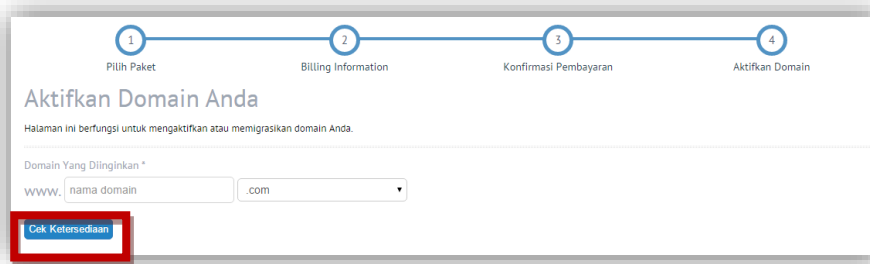 1 2 3 4
Pilih Paket Billing Information Konfirmasi Pembayaran Aktifkan Domain
Aktifkan Domain Anda
Halaman ini berfungsi untuk mengaktifkan atau memigrasikan domain Anda.
Domain Yang Diinginkan *
www. nama domain .com
Cek Ketersediaan